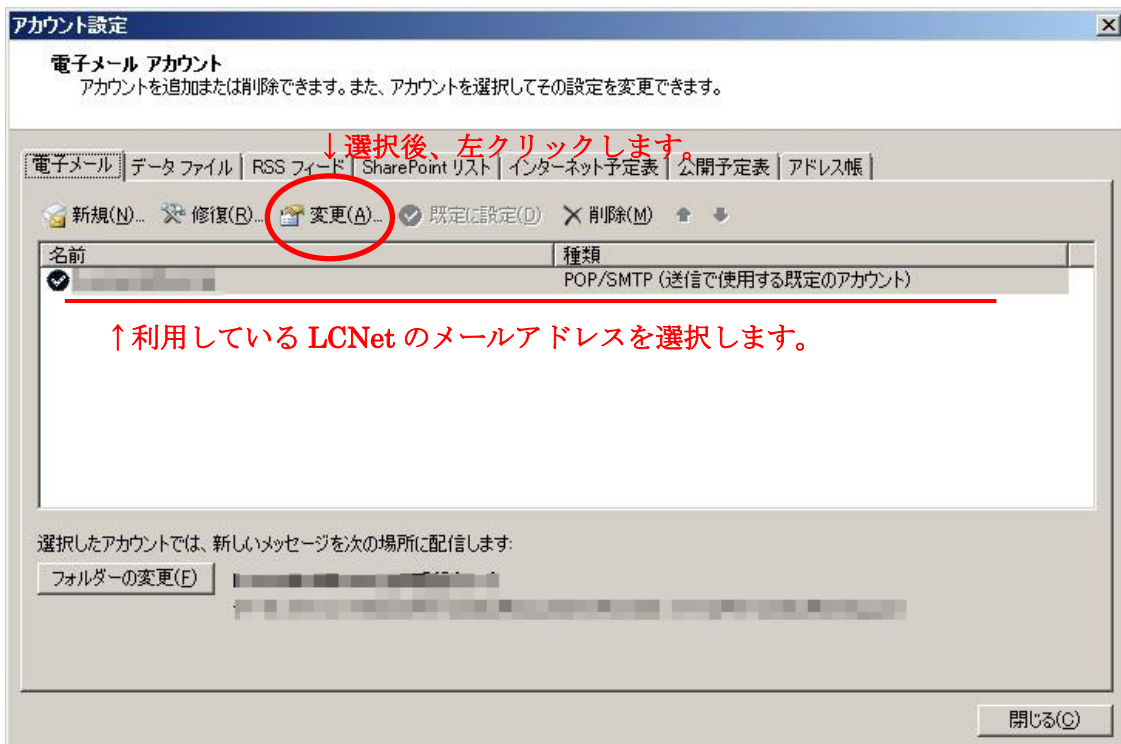 アカウント設定
電子メール アカウント
アカウントを追加または削除できます。また、アカウントを選択してその設定を変更できます。
↓選択後、左クリックします。
電子メール データ ファイル RSS フィード SharePoint リスト インターネット予定表 公開予定表 アドレス帳
新規(N)... 修復(R)... 変更(A)... 既定に設定(D) 削除(M)
名前 種類
POP/SMTP (送信で使用する既定のアカウント)
↑利用している LCNet のメールアドレスを選択します。
選択したアカウントでは、新しいメッセージを次の場所に配信します:
フォルダーの変更(F)
閉じる(C)